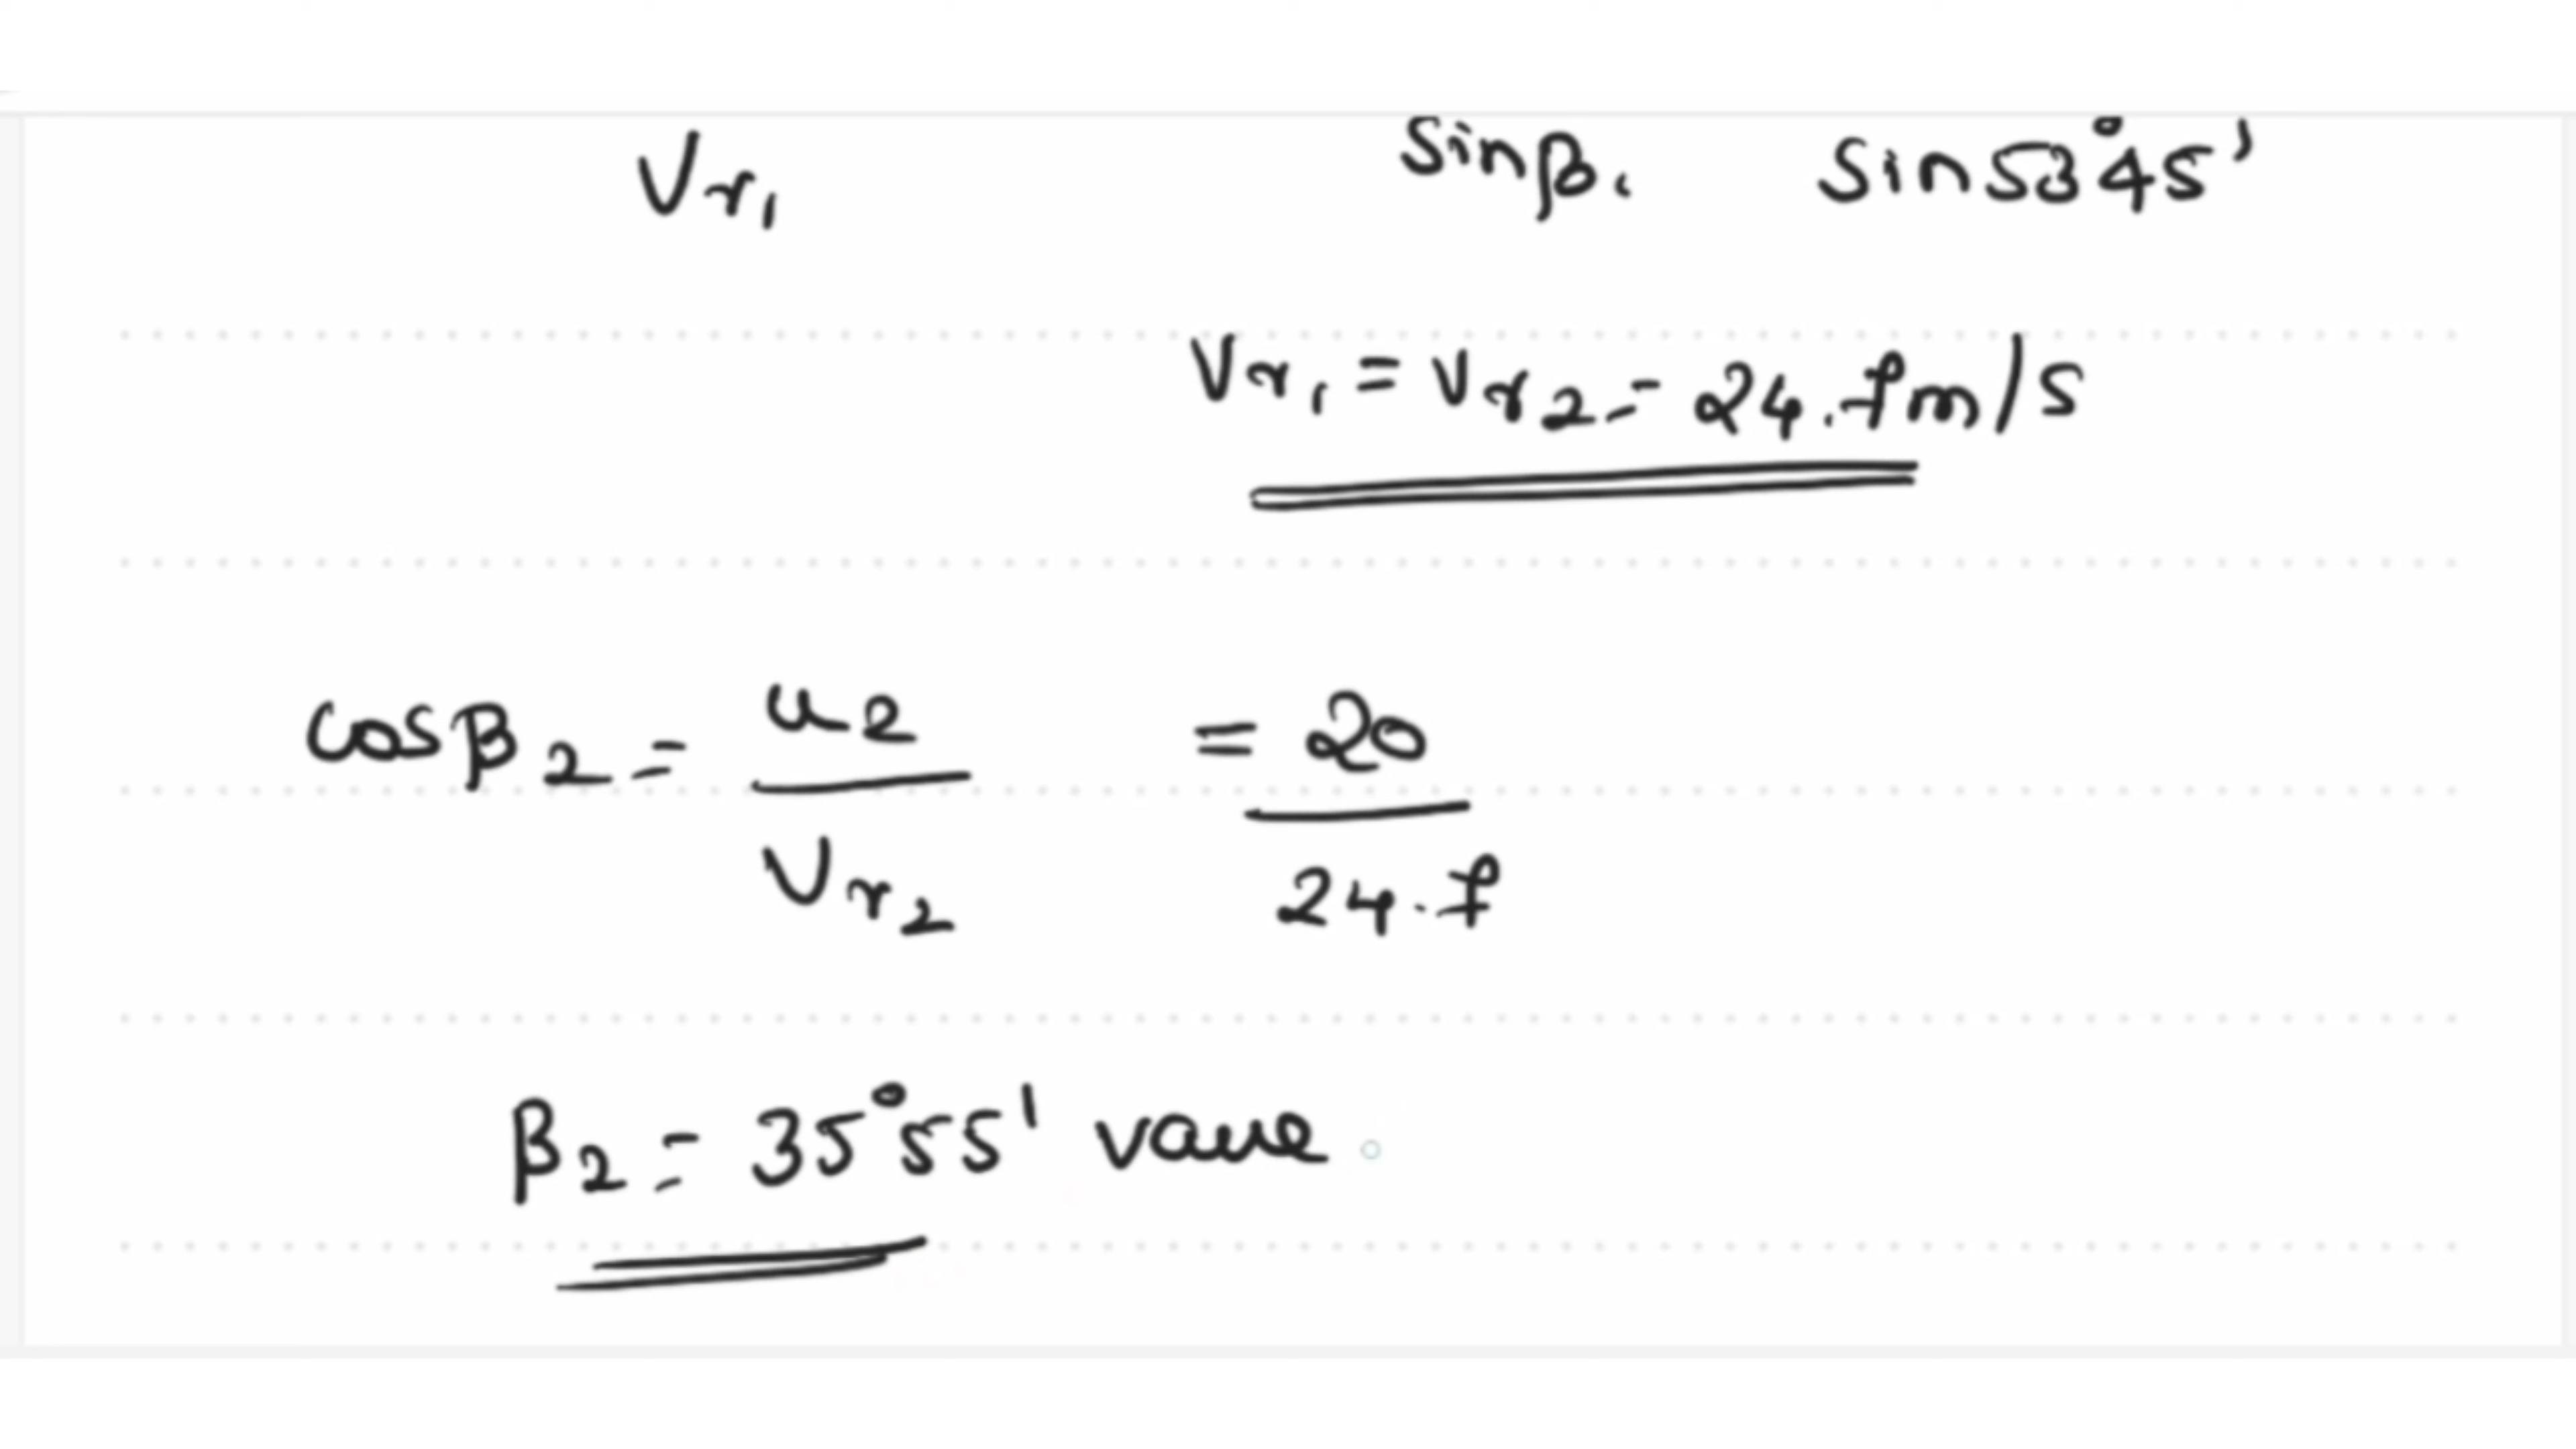 Vr₁ sinβ₁ sin53°45'
Vr₁ = Vr₂ = 24.7m/s
cosβ₂ = u₂ / Vr₂ = 20 / 24.7
β₂ = 35°55' vane